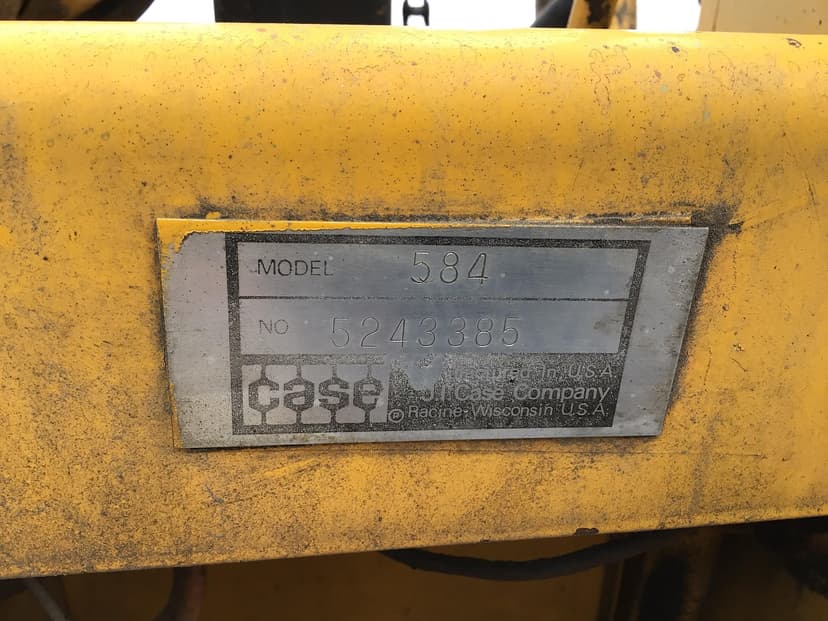 MODEL 584
NO 5243385
case
in U.S.A.
J.I Case Company
® Racine-Wisconsin U.S.A.